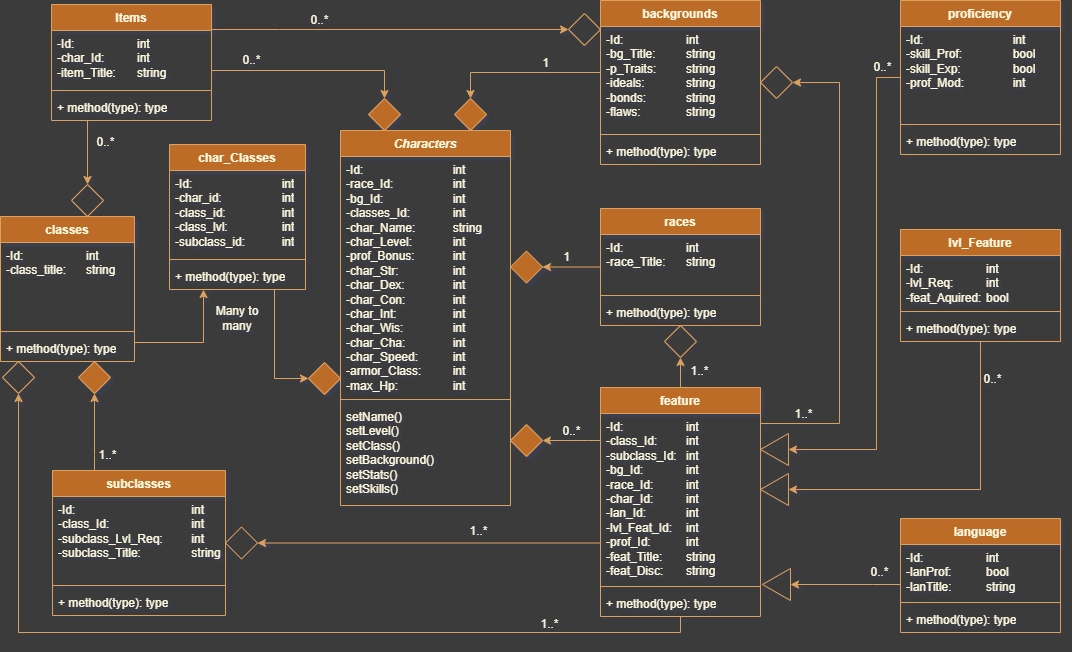 Items
-Id: int
-char_Id: int
-item_Title: string
+ method(type): type
0..*
0..*
0..*
backgrounds
-Id: int
-bg_Title: string
-p_Traits: string
-ideals: string
-bonds: string
-flaws: string
+ method(type): type
1
proficiency
-Id: int
-skill_Prof: bool
-skill_Exp: bool
-prof_Mod: int
+ method(type): type
0..*
char_Classes
-Id: int
-char_id: int
-class_id: int
-class_lvl: int
-subclass_id: int
+ method(type): type
Many to
many
Characters
-Id: int
-race_Id: int
-bg_Id: int
-classes_Id: int
-char_Name: string
-char_Level: int
-prof_Bonus: int
-char_Str: int
-char_Dex: int
-char_Con: int
-char_Int: int
-char_Wis: int
-char_Cha: int
-char_Speed: int
-armor_Class: int
-max_Hp: int
setName()
setLevel()
setClass()
setBackground()
setStats()
setSkills()
classes
-Id: int
-class_title: string
+ method(type): type
races
-Id: int
-race_Title: string
+ method(type): type
1
1..*
lvl_Feature
-Id: int
-lvl_Req: int
-feat_Aquired: bool
+ method(type): type
0..*
feature
-Id: int
-class_Id: int
-subclass_Id: int
-bg_Id: int
-race_Id: int
-char_Id: int
-lan_Id: int
-lvl_Feat_Id: int
-prof_Id: int
-feat_Title: string
-feat_Disc: string
+ method(type): type
1..*
0..*
1..*
1..*
1..*
subclasses
-Id: int
-class_Id: int
-subclass_Lvl_Req: int
-subclass_Title: string
+ method(type): type
language
-Id: int
-lanProf: bool
-lanTitle: string
+ method(type): type
0..*